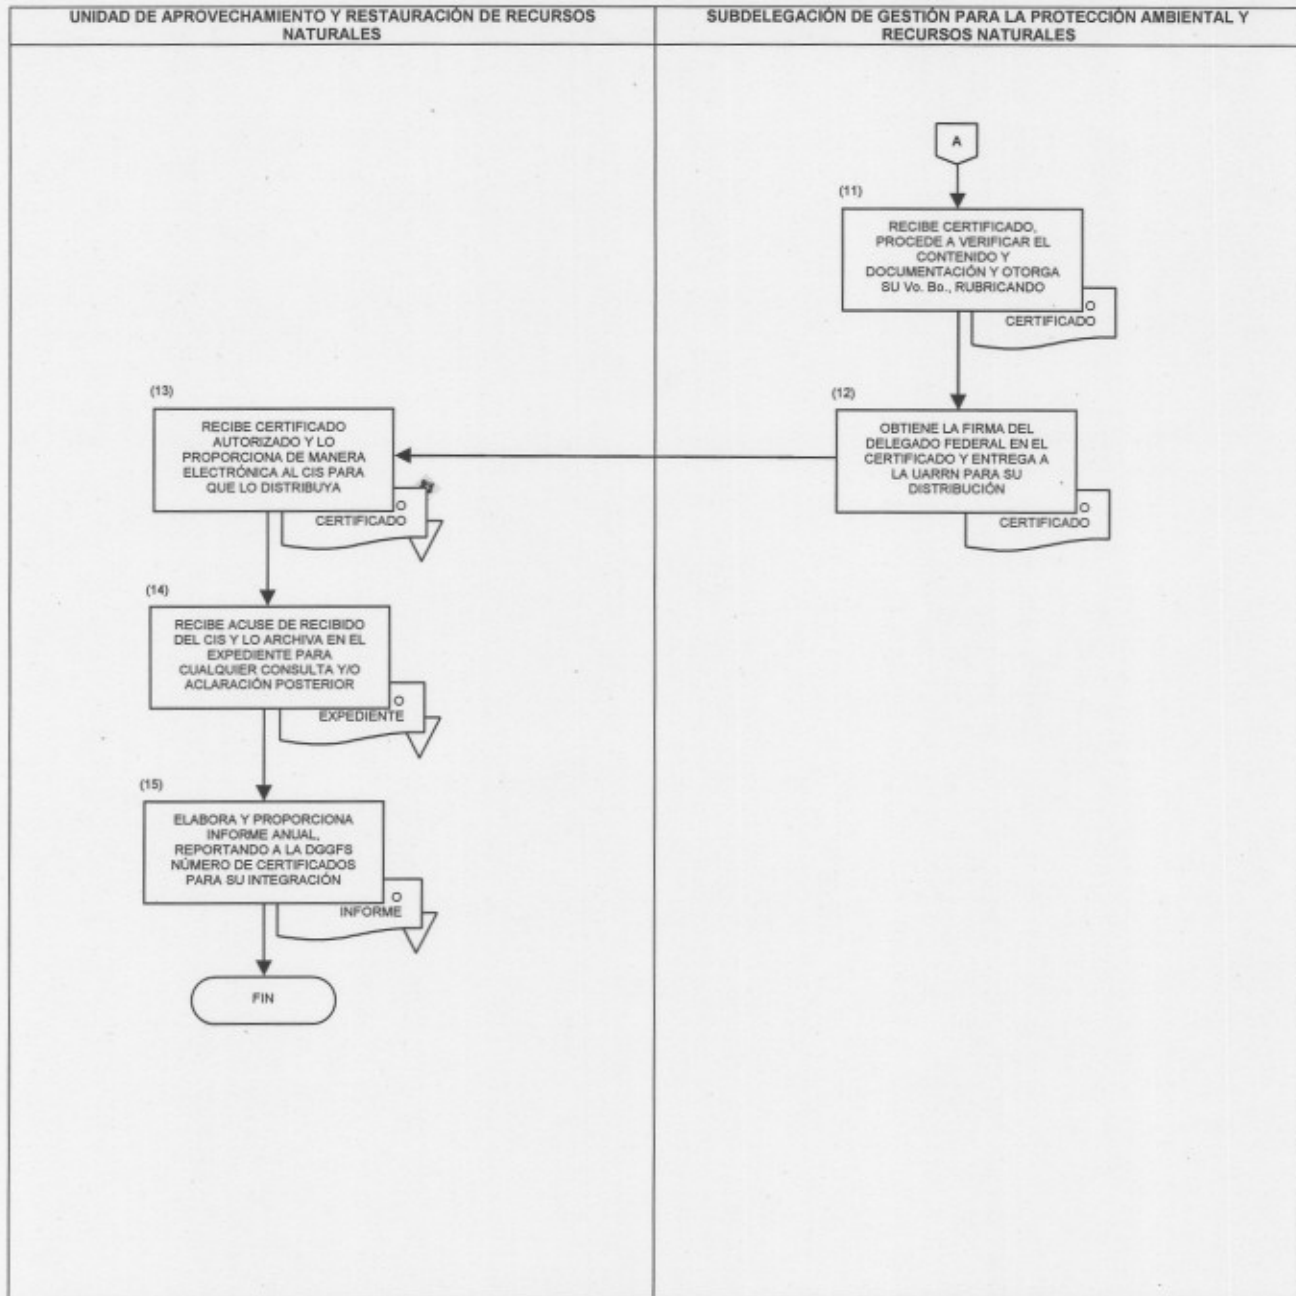 UNIDAD DE APROVECHAMIENTO Y RESTAURACIÓN DE RECURSOS
NATURALES
SUBDELEGACIÓN DE GESTIÓN PARA LA PROTECCIÓN AMBIENTAL Y
RECURSOS NATURALES
A
(11)
RECIBE CERTIFICADO,
PROCEDE A VERIFICAR EL
CONTENIDO Y
DOCUMENTACIÓN Y OTORGA
SU Vo. Bo., RUBRICANDO
O
CERTIFICADO
(12)
OBTIENE LA FIRMA DEL
DELEGADO FEDERAL EN EL
CERTIFICADO Y ENTREGA A
LA UARRN PARA SU
DISTRIBUCIÓN
O
CERTIFICADO
(13)
RECIBE CERTIFICADO
AUTORIZADO Y LO
PROPORCIONA DE MANERA
ELECTRÓNICA AL CIS PARA
QUE LO DISTRIBUYA
O
CERTIFICADO
(14)
RECIBE ACUSE DE RECIBIDO
DEL CIS Y LO ARCHIVA EN EL
EXPEDIENTE PARA
CUALQUIER CONSULTA Y/O
ACLARACIÓN POSTERIOR
O
EXPEDIENTE
(15)
ELABORA Y PROPORCIONA
INFORME ANUAL,
REPORTANDO A LA DGGFS
NÚMERO DE CERTIFICADOS
PARA SU INTEGRACIÓN
O
INFORME
FIN